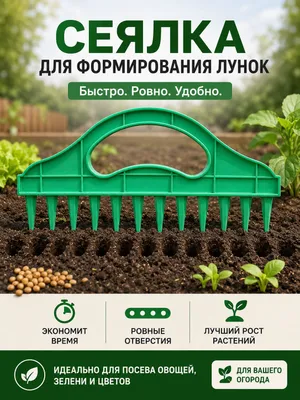 СЕЯЛКА
ДЛЯ ФОРМИРОВАНИЯ ЛУНОК
Быстро. Ровно. Удобно.
ЭКОНОМИТ
ВРЕМЯ
РОВНЫЕ
ОТВЕРСТИЯ
ЛУЧШИЙ РОСТ
РАСТЕНИЙ
ИДЕАЛЬНО ДЛЯ ПОСЕВА ОВОЩЕЙ,
ЗЕЛЕНИ И ЦВЕТОВ
ДЛЯ ВАШЕГО
ОГОРОДА